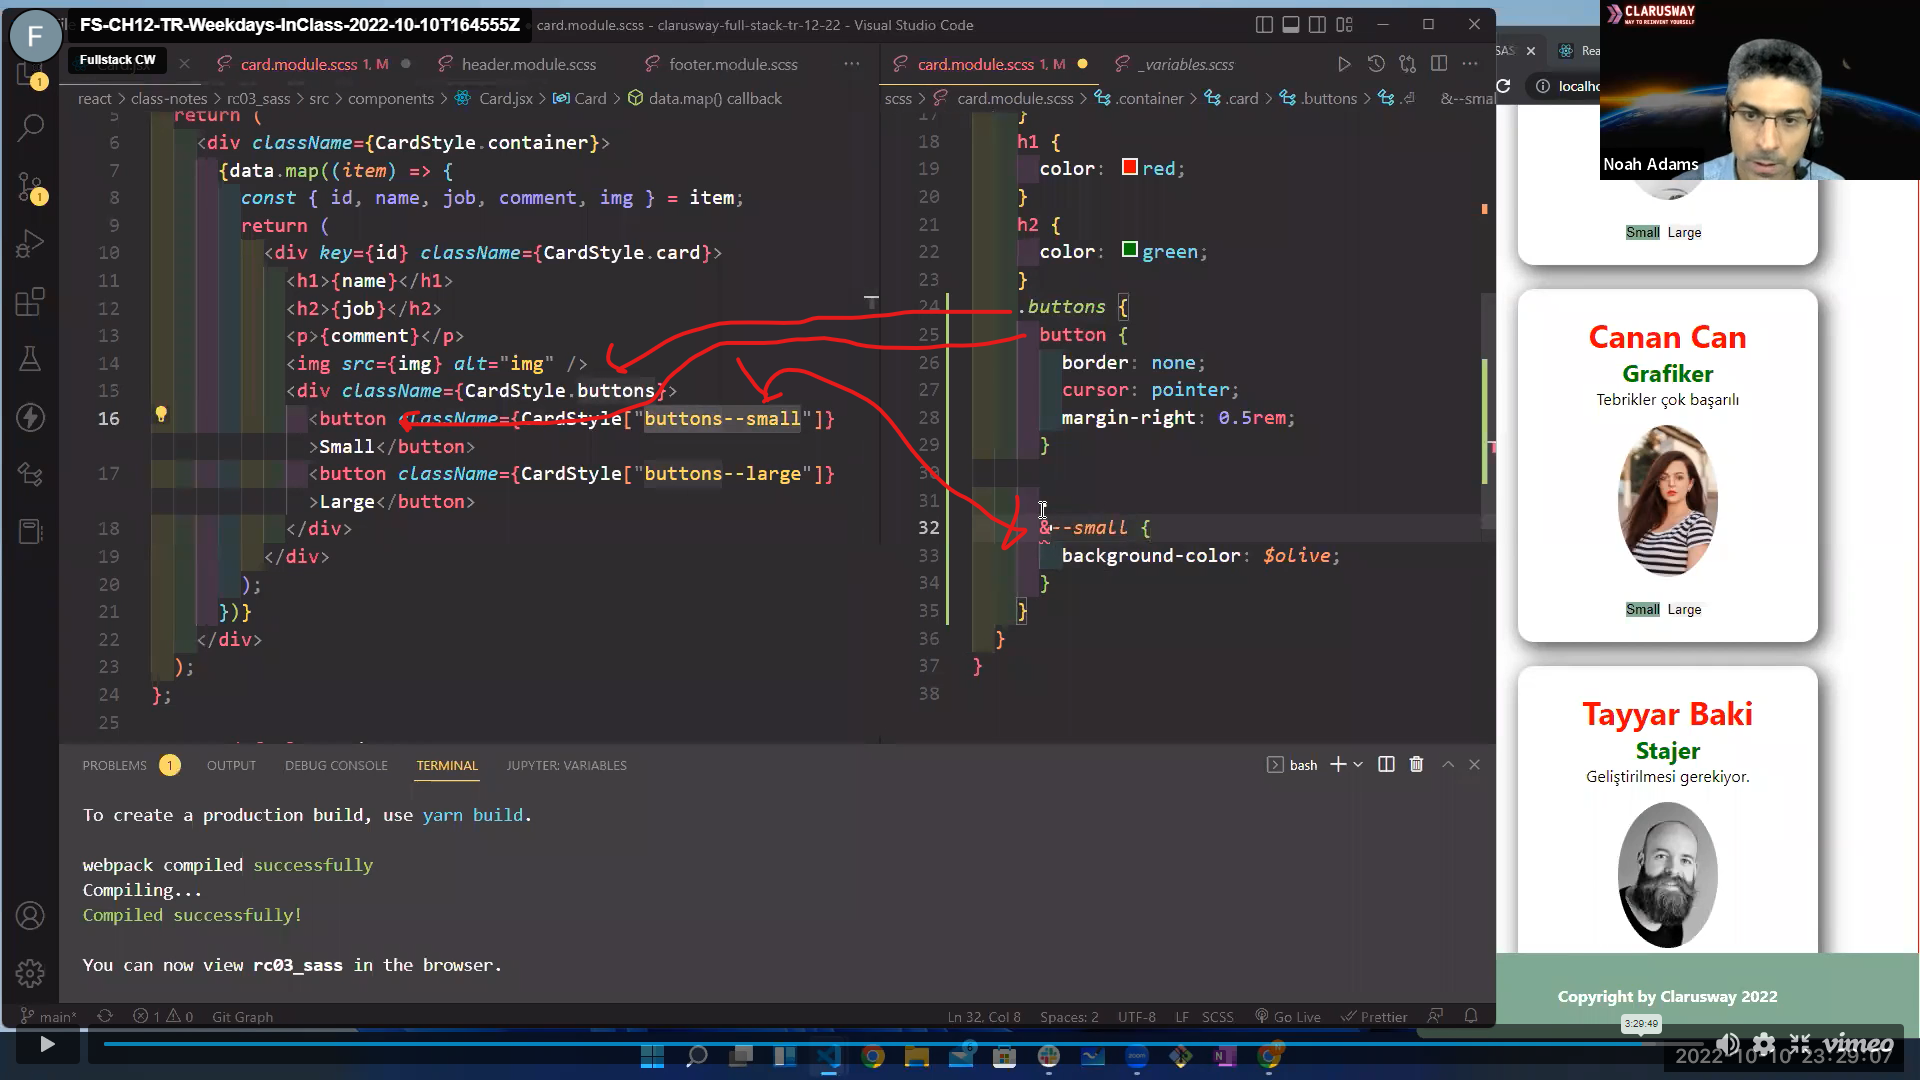 FS-CH12-TR-Weekdays-InClass-2022-10-10T164555Z
card.module.scss - clarusway-full-stack-tr-12-22 - Visual Studio Code
F
Fullstack CW
card.module.scss 1, M
header.module.scss
footer.module.scss
card.module.scss 1, M
_variables.scss
react > class-notes > rc03_sass > src > components > Card.jsx > Card > data.map() callback
scss > card.module.scss > .container > .card > .buttons > &--smal
5 return (
6 <div className={CardStyle.container}>
7 {data.map((item) => {
8 const { id, name, job, comment, img } = item;
9 return (
10 <div key={id} className={CardStyle.card}>
11 <h1>{name}</h1>
12 <h2>{job}</h2>
13 <p>{comment}</p>
14 <img src={img} alt="img" />
15 <div className={CardStyle.buttons}>
16 <button className={CardStyle["buttons--small"]}
>Small</button>
17 <button className={CardStyle["buttons--large"]}
>Large</button>
18 </div>
19 </div>
20 );
21 })}
22 </div>
23 );
24 };
25
17 }
18 h1 {
19 color: red;
20 }
21 h2 {
22 color: green;
23 }
24 .buttons {
25 button {
26 border: none;
27 cursor: pointer;
28 margin-right: 0.5rem;
29 }
30
31
32 &--small {
33 background-color: $olive;
34 }
35 }
36 }
37 }
38
PROBLEMS 1 OUTPUT DEBUG CONSOLE TERMINAL JUPYTER: VARIABLES
bash
To create a production build, use yarn build.
webpack compiled successfully
Compiling...
Compiled successfully!
You can now view rc03_sass in the browser.
main* 1 0 Git Graph
Ln 32, Col 8 Spaces: 2 UTF-8 LF SCSS Go Live Prettier
CLARUSWAY
WAY TO REINVENT YOURSELF
Noah Adams
SAS
Rea
localho
Small Large
Canan Can
Grafiker
Tebrikler çok başarılı
Small Large
Tayyar Baki
Stajer
Geliştirilmesi gerekiyor.
Copyright by Clarusway 2022
3:29:49
vimeo
2022-10-10 23:29:07